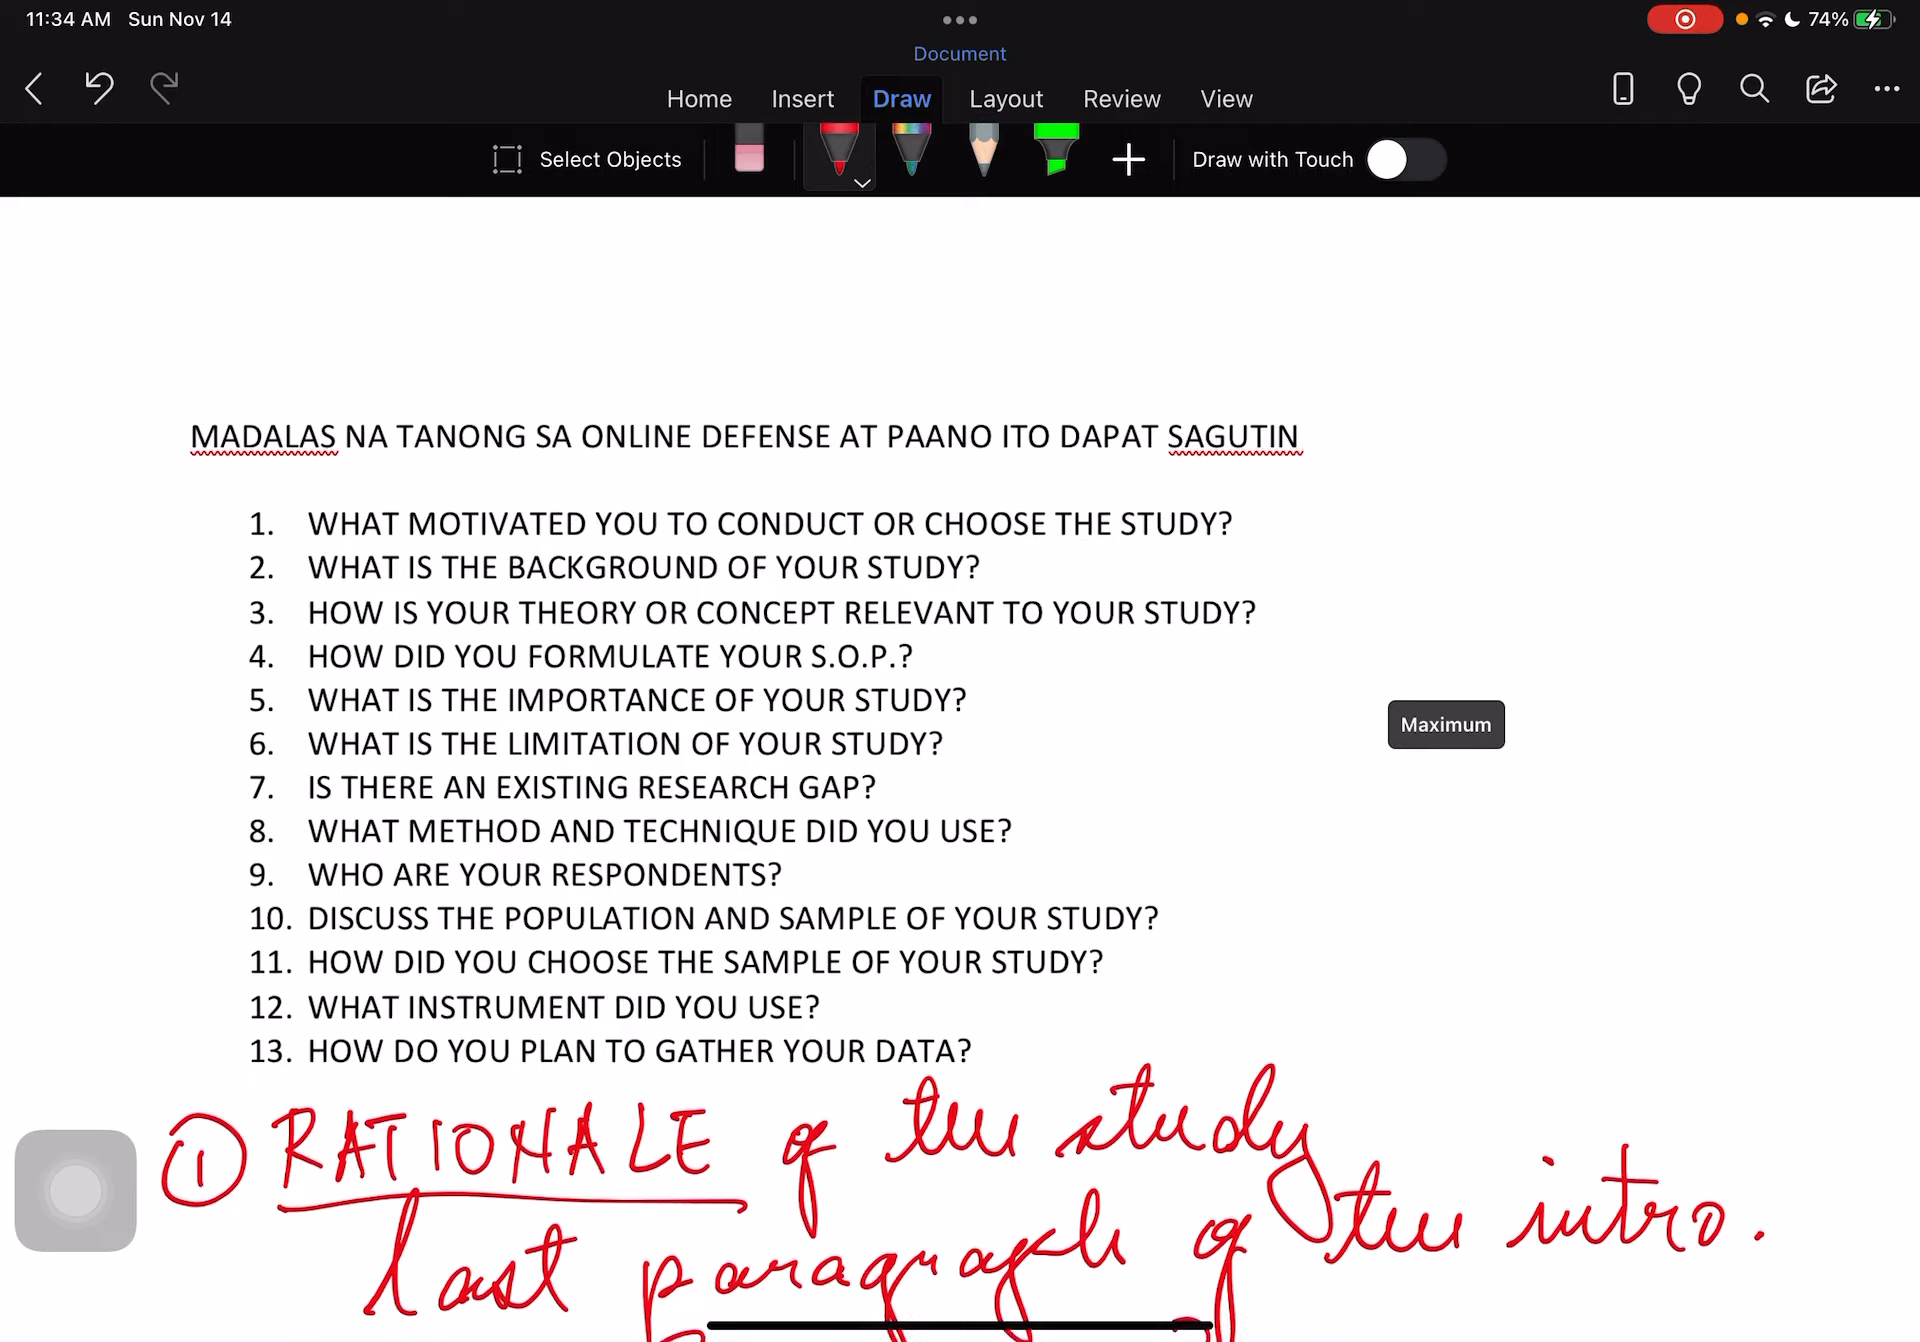 11:34 AM Sun Nov 14
74%
Document
Home Insert Draw Layout Review View
Select Objects
Draw with Touch
MADALAS NA TANONG SA ONLINE DEFENSE AT PAANO ITO DAPAT SAGUTIN
1. WHAT MOTIVATED YOU TO CONDUCT OR CHOOSE THE STUDY?
2. WHAT IS THE BACKGROUND OF YOUR STUDY?
3. HOW IS YOUR THEORY OR CONCEPT RELEVANT TO YOUR STUDY?
4. HOW DID YOU FORMULATE YOUR S.O.P.?
5. WHAT IS THE IMPORTANCE OF YOUR STUDY?
6. WHAT IS THE LIMITATION OF YOUR STUDY?
Maximum
7. IS THERE AN EXISTING RESEARCH GAP?
8. WHAT METHOD AND TECHNIQUE DID YOU USE?
9. WHO ARE YOUR RESPONDENTS?
10. DISCUSS THE POPULATION AND SAMPLE OF YOUR STUDY?
11. HOW DID YOU CHOOSE THE SAMPLE OF YOUR STUDY?
12. WHAT INSTRUMENT DID YOU USE?
13. HOW DO YOU PLAN TO GATHER YOUR DATA?
① RATIONALE of the study
last paragraph of the intro.